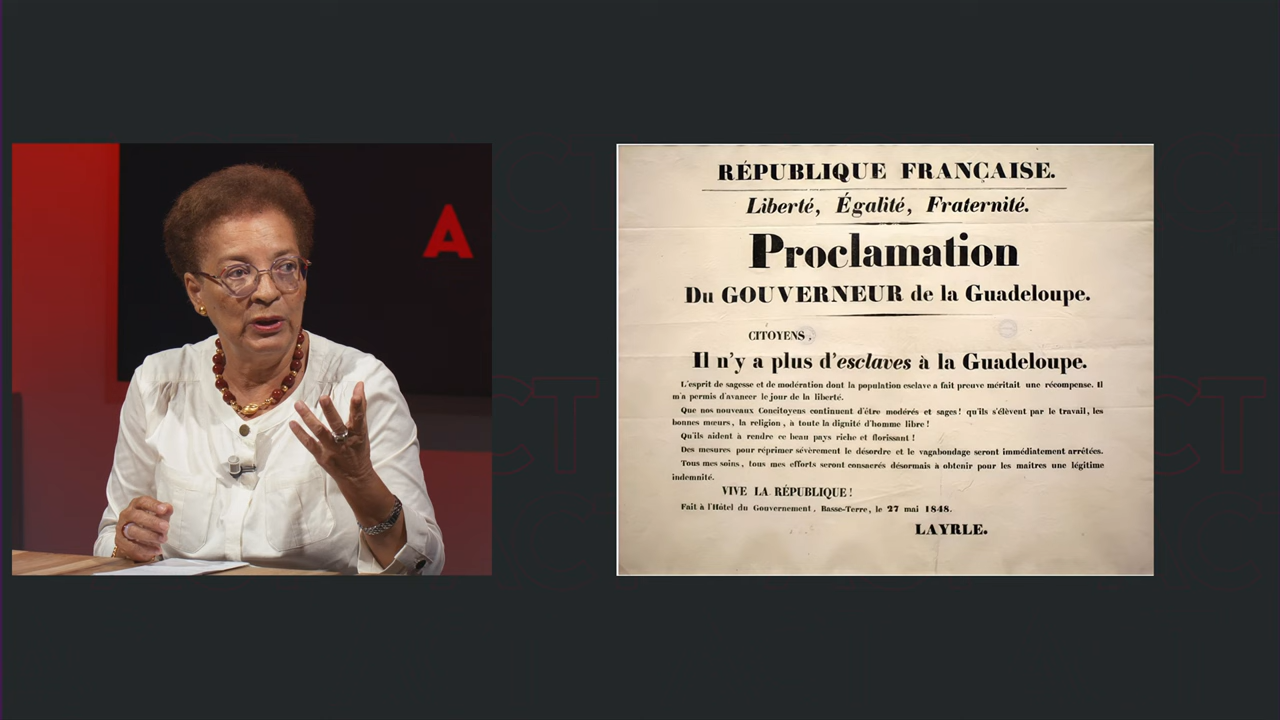 A
RÉPUBLIQUE FRANÇAISE.
Liberté, Égalité, Fraternité.
Proclamation
Du GOUVERNEUR de la Guadeloupe.
CITOYENS,
Il n'y a plus d'esclaves à la Guadeloupe.
L'esprit de sagesse et de modération dont la population esclave a fait preuve méritait une récompense. Il
m'a permis d'avancer le jour de la liberté.
Que nos nouveaux Concitoyens continuent d'être modérés et sages! qu'ils s'élèvent par le travail, les
bonnes mœurs, la religion, à toute la dignité d'homme libre!
Qu'ils aident à rendre ce beau pays riche et florissant!
Des mesures pour réprimer sévèrement le désordre et le vagabondage seront immédiatement arrêtées.
Tous mes soins, tous mes efforts seront consacrés désormais à obtenir pour les maîtres une légitime
indemnité.
VIVE LA RÉPUBLIQUE!
Fait à l'Hôtel du Gouvernement, Basse-Terre, le 27 mai 1848.
LAYRLE.